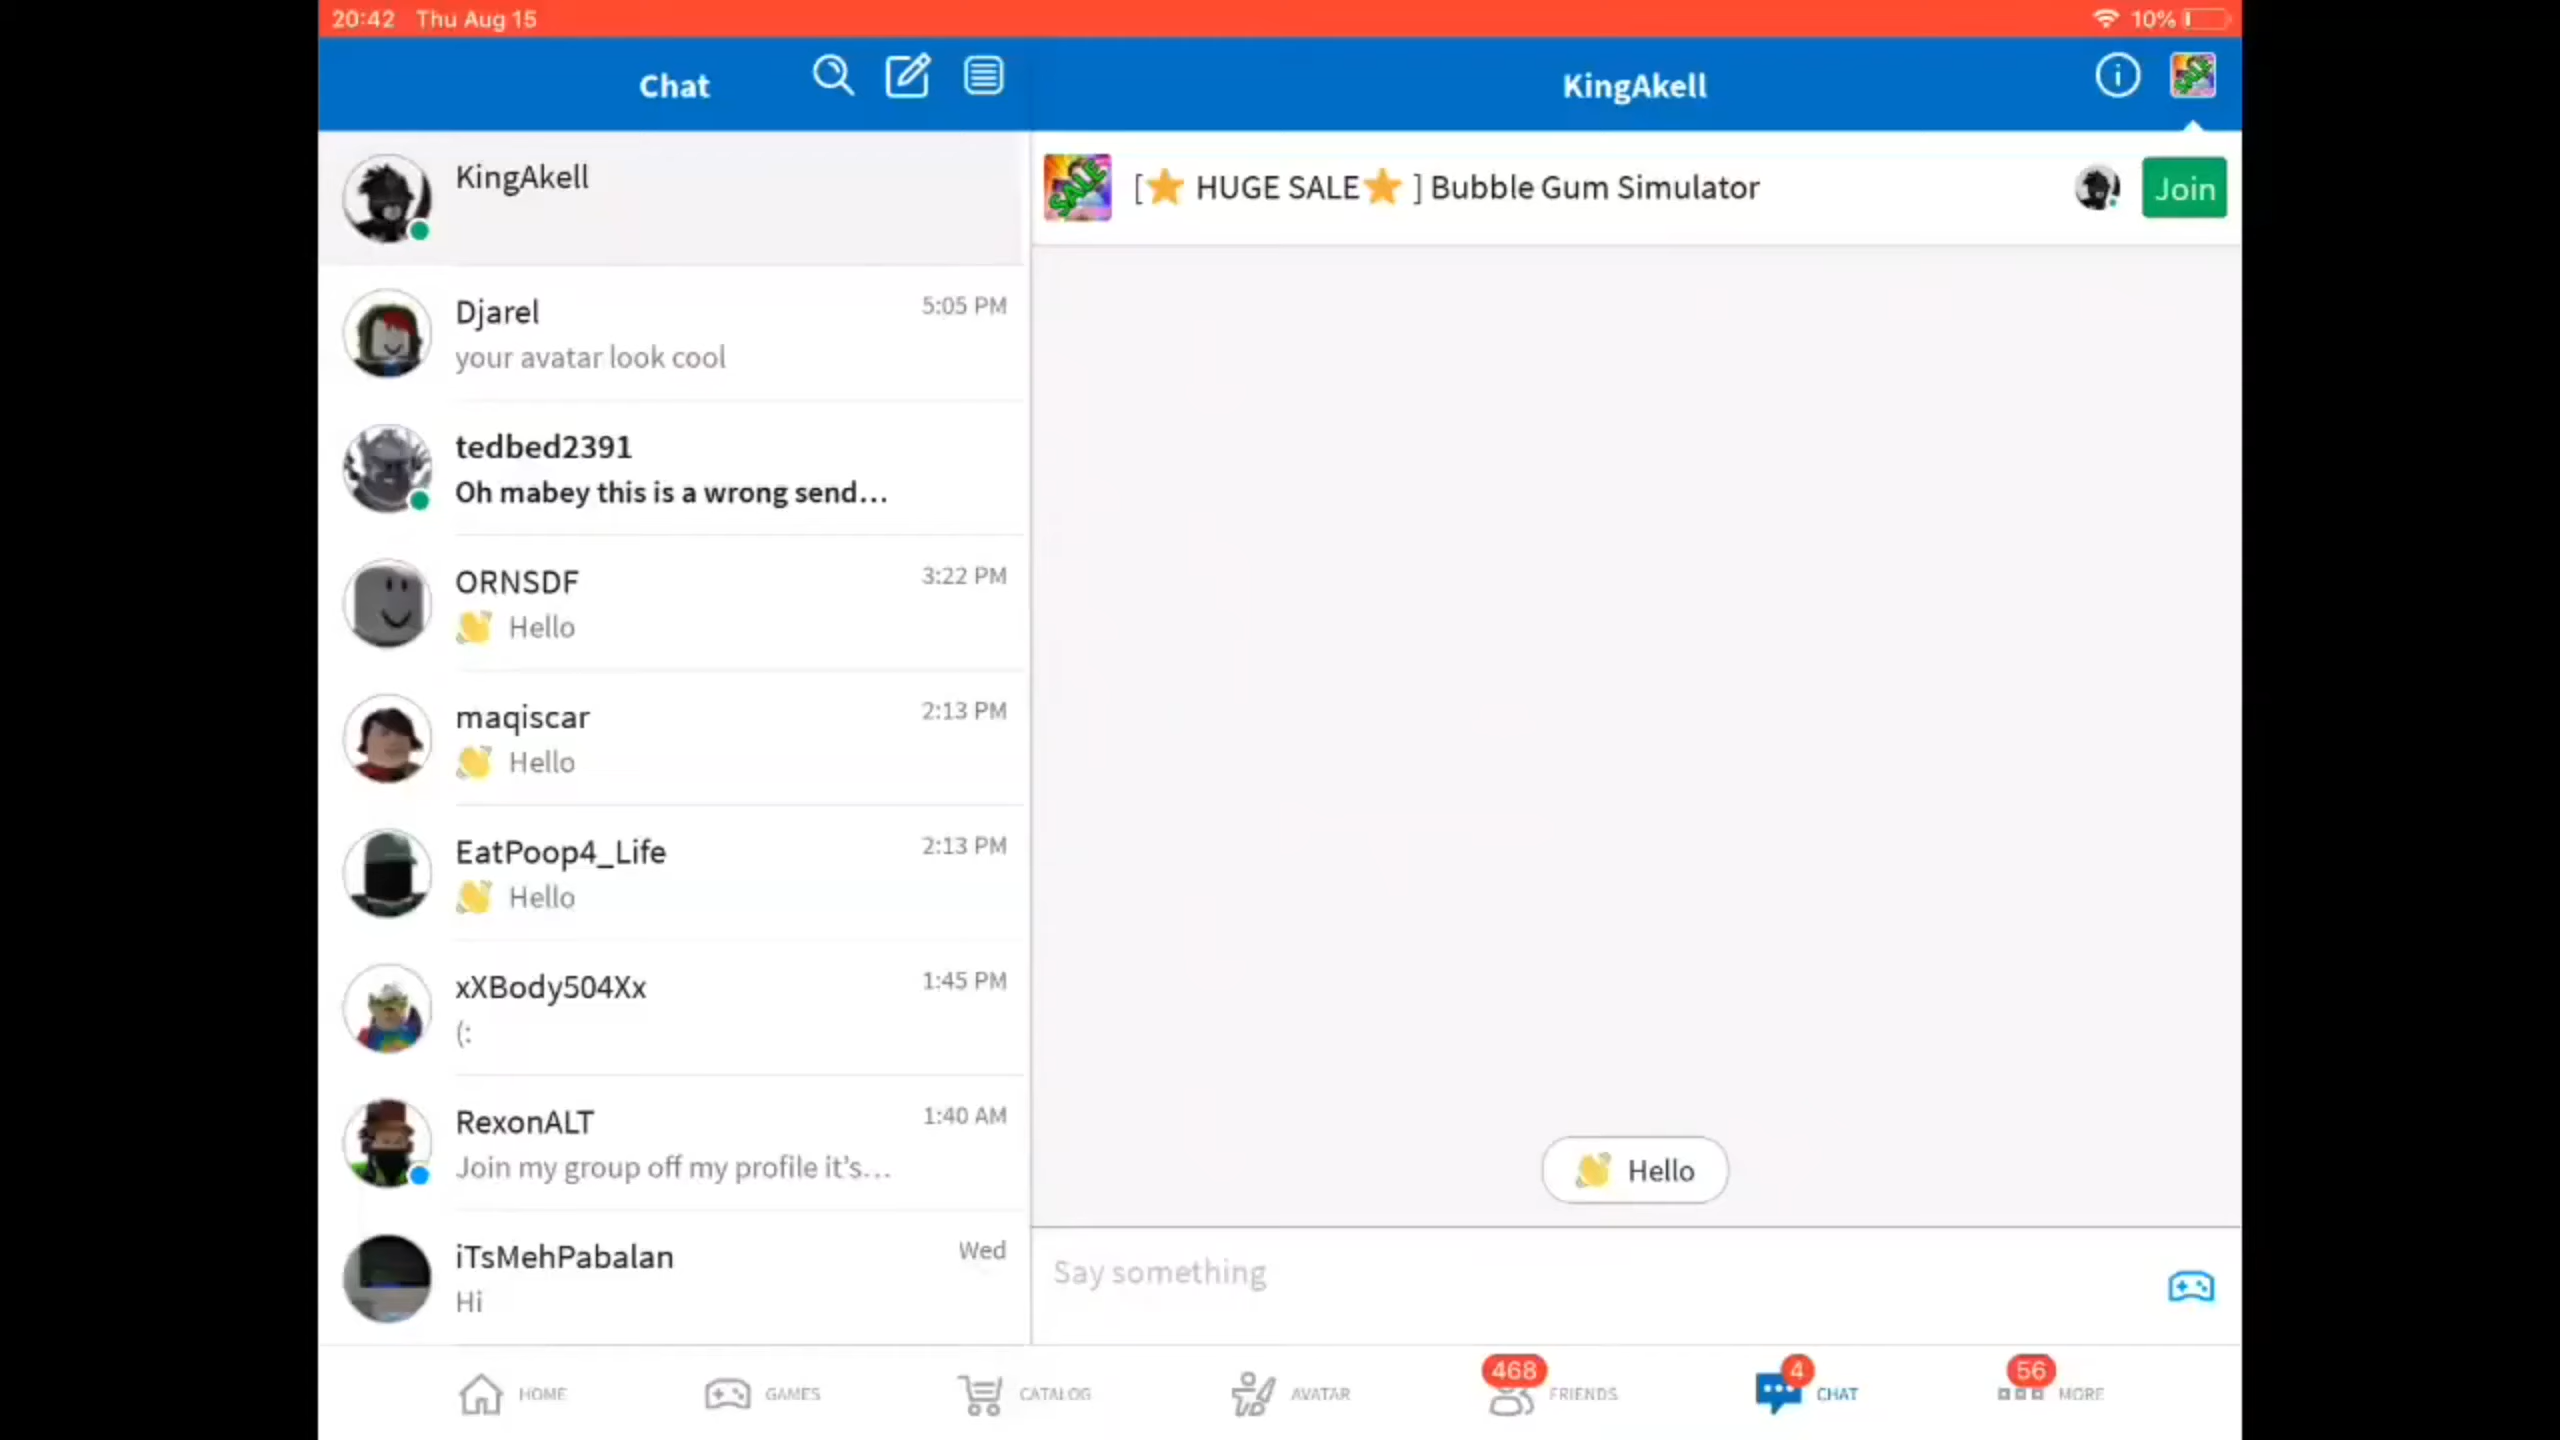 20:42 Thu Aug 15
10%
Chat
KingAkell
KingAkell
Djarel
5:05 PM
your avatar look cool
tedbed2391
Oh mabey this is a wrong send...
ORNSDF
3:22 PM
👋 Hello
maqiscar
2:13 PM
👋 Hello
EatPoop4_Life
2:13 PM
👋 Hello
xXBody504Xx
1:45 PM
(:
RexonALT
1:40 AM
Join my group off my profile it's...
iTsMehPabalan
Wed
Hi
SALE
[⭐ HUGE SALE⭐ ] Bubble Gum Simulator
Join
👋 Hello
Say something
HOME
GAMES
CATALOG
AVATAR
468
FRIENDS
4
CHAT
56
MORE